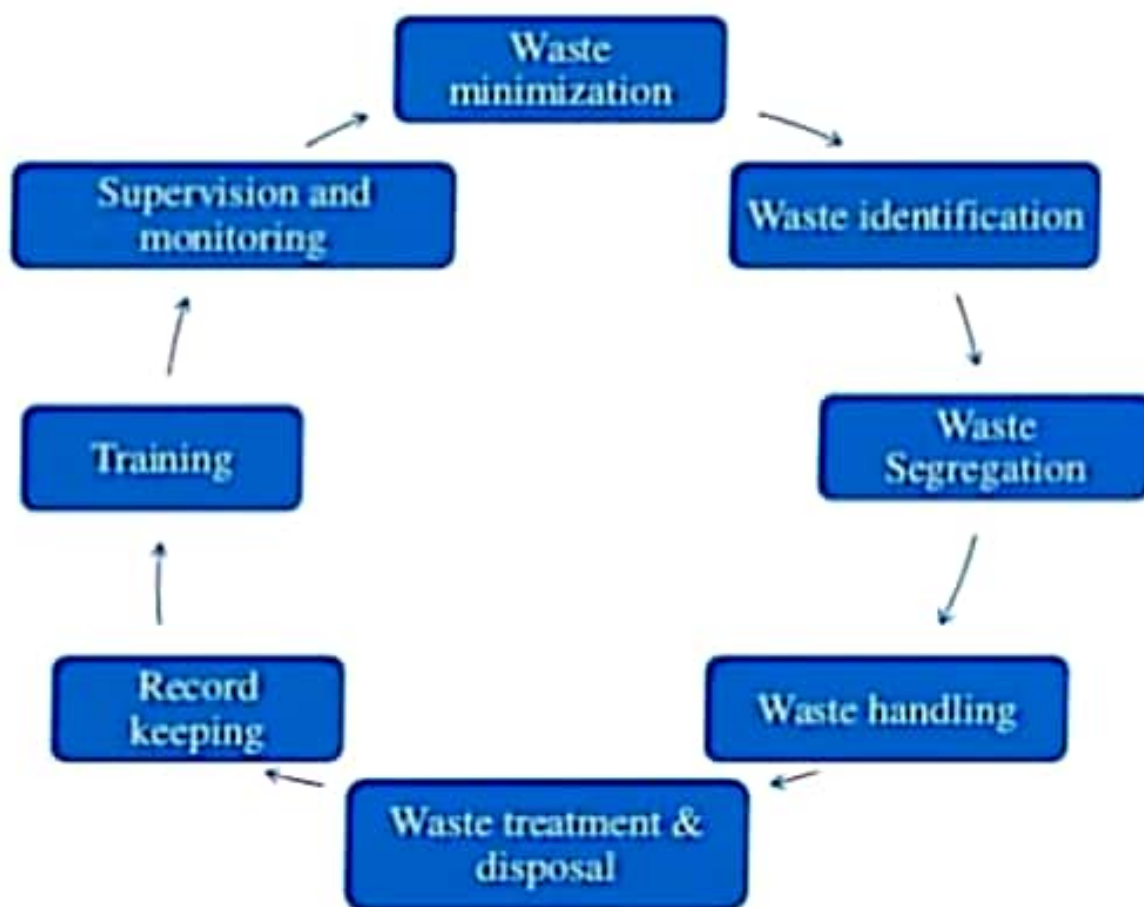 Waste
minimization
Waste identification
Waste
Segregation
Waste handling
Waste treatment &
disposal
Record
keeping
Training
Supervision and
monitoring